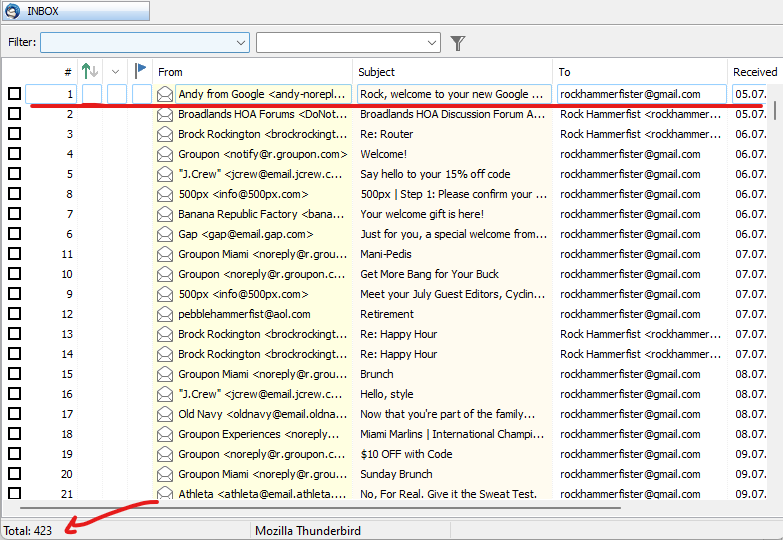 INBOX
Filter:
# From Subject To Received
1 Andy from Google <andy-norepl... Rock, welcome to your new Google ... rockhammerfister@gmail.com 05.07.
2 Broadlands HOA Forums <DoNot... Broadlands HOA Discussion Forum A... Rock Hammerfist <rockhammer... 06.07.
3 Brock Rockington <brockrockingt... Re: Router Rock Hammerfist <rockhammer... 06.07.
4 Groupon <notify@r.groupon.com> Welcome! rockhammerfister@gmail.com 06.07.
5 "J.Crew" <jcrew@email.jcrew.c... Say hello to your 15% off code rockhammerfister@gmail.com 06.07.
8 500px <info@500px.com> 500px | Step 1: Please confirm your ... rockhammerfister@gmail.com 06.07.
7 Banana Republic Factory <bana... Your welcome gift is here! rockhammerfister@gmail.com 06.07.
6 Gap <gap@email.gap.com> Just for you, a special welcome from... rockhammerfister@gmail.com 06.07.
11 Groupon Miami <noreply@r.grou... Mani-Pedis rockhammerfister@gmail.com 07.07.
10 Groupon <noreply@r.groupon.c... Get More Bang for Your Buck rockhammerfister@gmail.com 07.07.
9 500px <info@500px.com> Meet your July Guest Editors, Cyclin... rockhammerfister@gmail.com 07.07.
12 pebblehammerfist@aol.com Retirement rockhammerfister@gmail.com 07.07.
13 Brock Rockington <brockrockingt... Re: Happy Hour Rock Hammerfist <rockhammer... 07.07.
14 Brock Rockington <brockrockingt... Re: Happy Hour Rock Hammerfist <rockhammer... 07.07.
15 Groupon Miami <noreply@r.grou... Brunch rockhammerfister@gmail.com 08.07.
16 "J.Crew" <jcrew@email.jcrew.c... Hello, style rockhammerfister@gmail.com 08.07.
17 Old Navy <oldnavy@email.oldna... Now that you're part of the family... rockhammerfister@gmail.com 08.07.
18 Groupon Experiences <noreply... Miami Marlins | International Champi... rockhammerfister@gmail.com 08.07.
19 Groupon <noreply@r.groupon.c... $10 OFF with Code rockhammerfister@gmail.com 09.07.
20 Groupon Miami <noreply@r.grou... Sunday Brunch rockhammerfister@gmail.com 09.07.
21 Athleta <athleta@email.athleta.... No, For Real. Give it the Sweat Test. rockhammerfister@gmail.com 09.07.
Total: 423 Mozilla Thunderbird